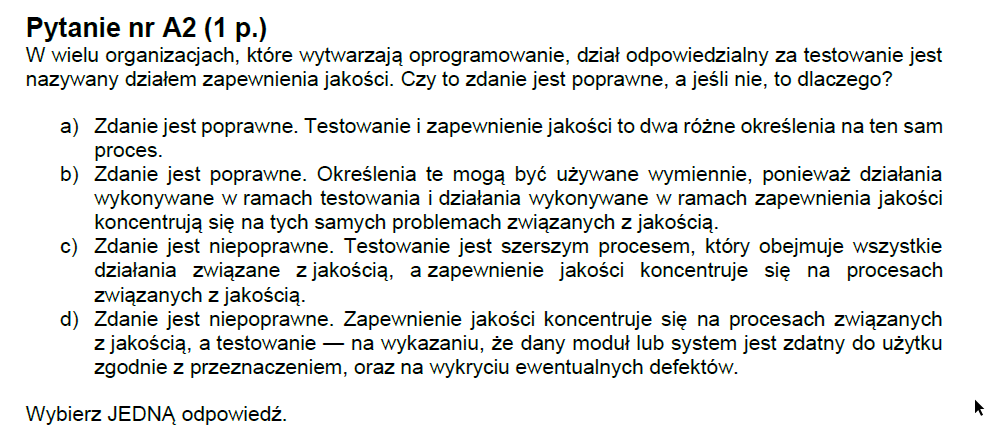 Pytanie nr A2 (1 p.)
W wielu organizacjach, które wytwarzają oprogramowanie, dział odpowiedzialny za testowanie jest
nazywany działem zapewnienia jakości. Czy to zdanie jest poprawne, a jeśli nie, to dlaczego?
a) Zdanie jest poprawne. Testowanie i zapewnienie jakości to dwa różne określenia na ten sam
proces.
b) Zdanie jest poprawne. Określenia te mogą być używane wymiennie, ponieważ działania
wykonywane w ramach testowania i działania wykonywane w ramach zapewnienia jakości
koncentrują się na tych samych problemach związanych z jakością.
c) Zdanie jest niepoprawne. Testowanie jest szerszym procesem, który obejmuje wszystkie
działania związane z jakością, a zapewnienie jakości koncentruje się na procesach
związanych z jakością.
d) Zdanie jest niepoprawne. Zapewnienie jakości koncentruje się na procesach związanych
z jakością, a testowanie — na wykazaniu, że dany moduł lub system jest zdatny do użytku
zgodnie z przeznaczeniem, oraz na wykryciu ewentualnych defektów.
Wybierz JEDNĄ odpowiedź.